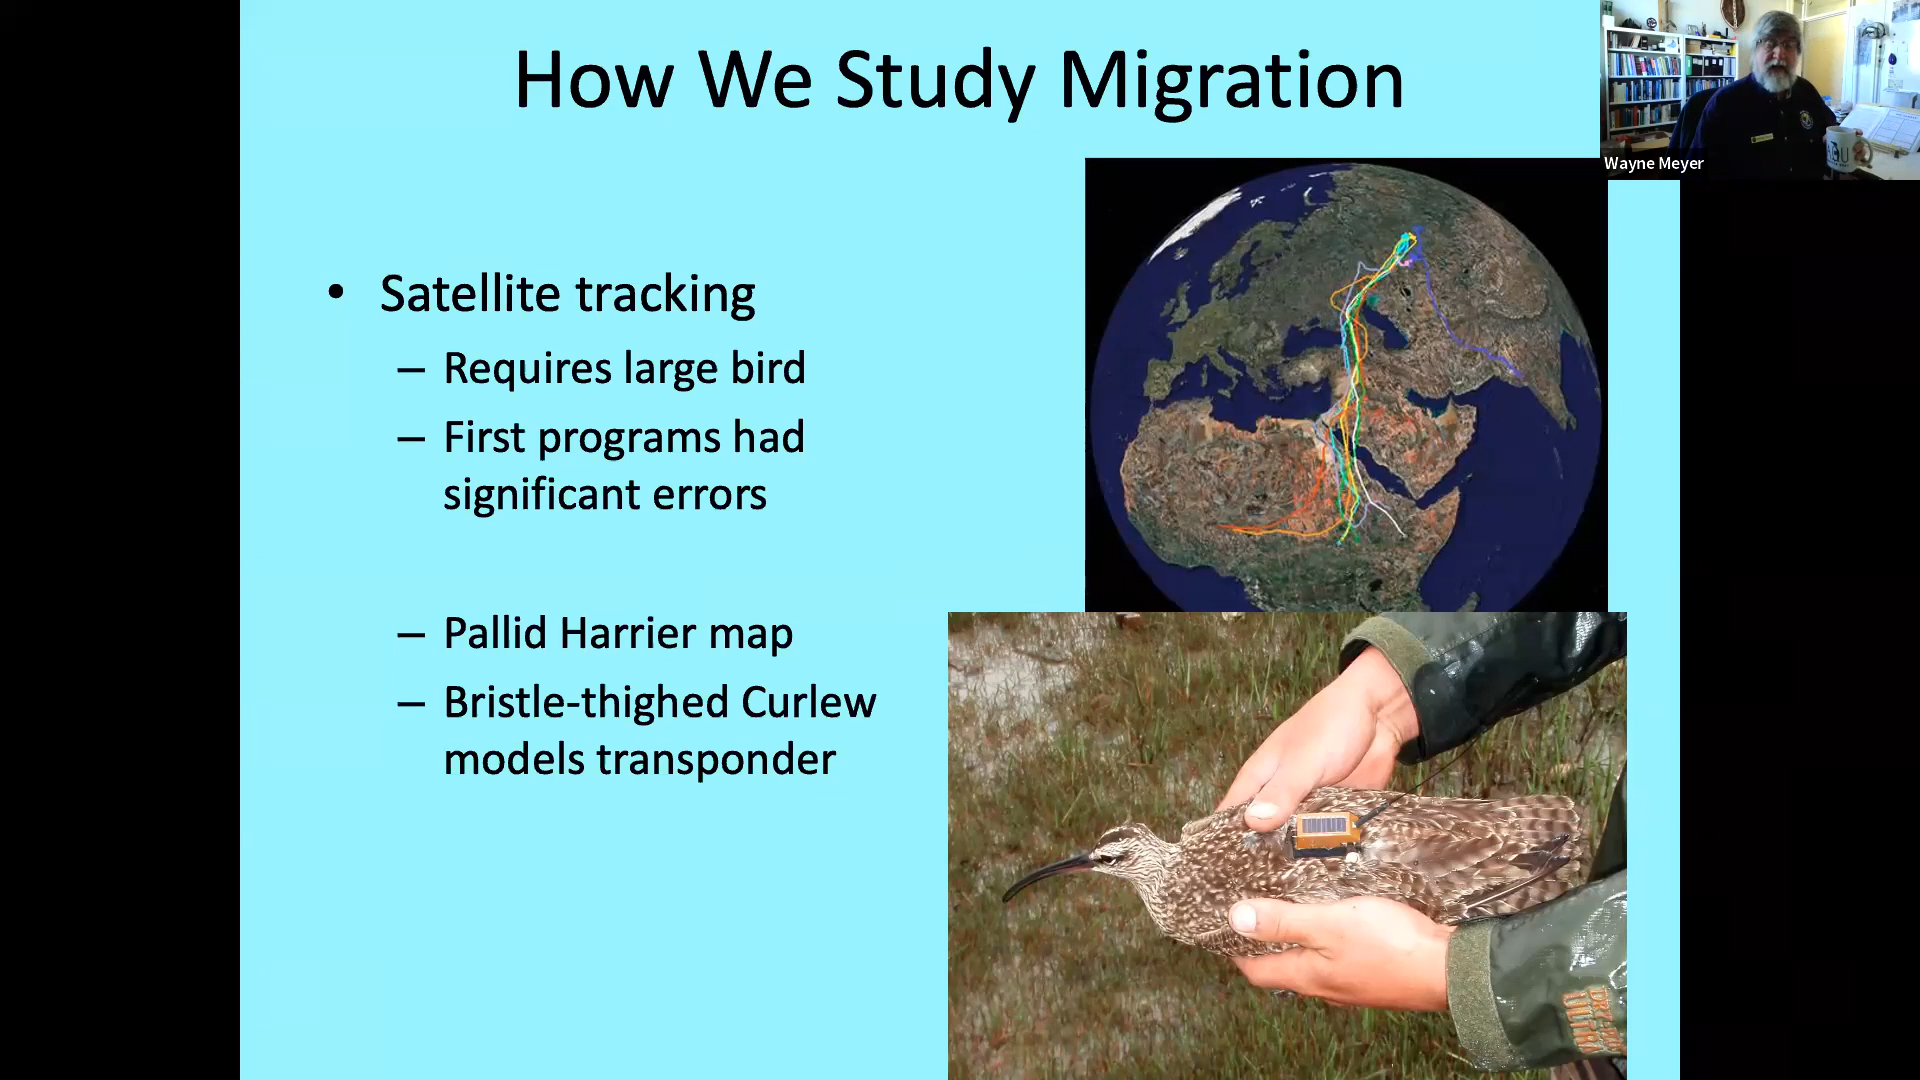 How We Study Migration
Wayne Meyer
• Satellite tracking
– Requires large bird
– First programs had
significant errors
– Pallid Harrier map
– Bristle-thighed Curlew
models transponder